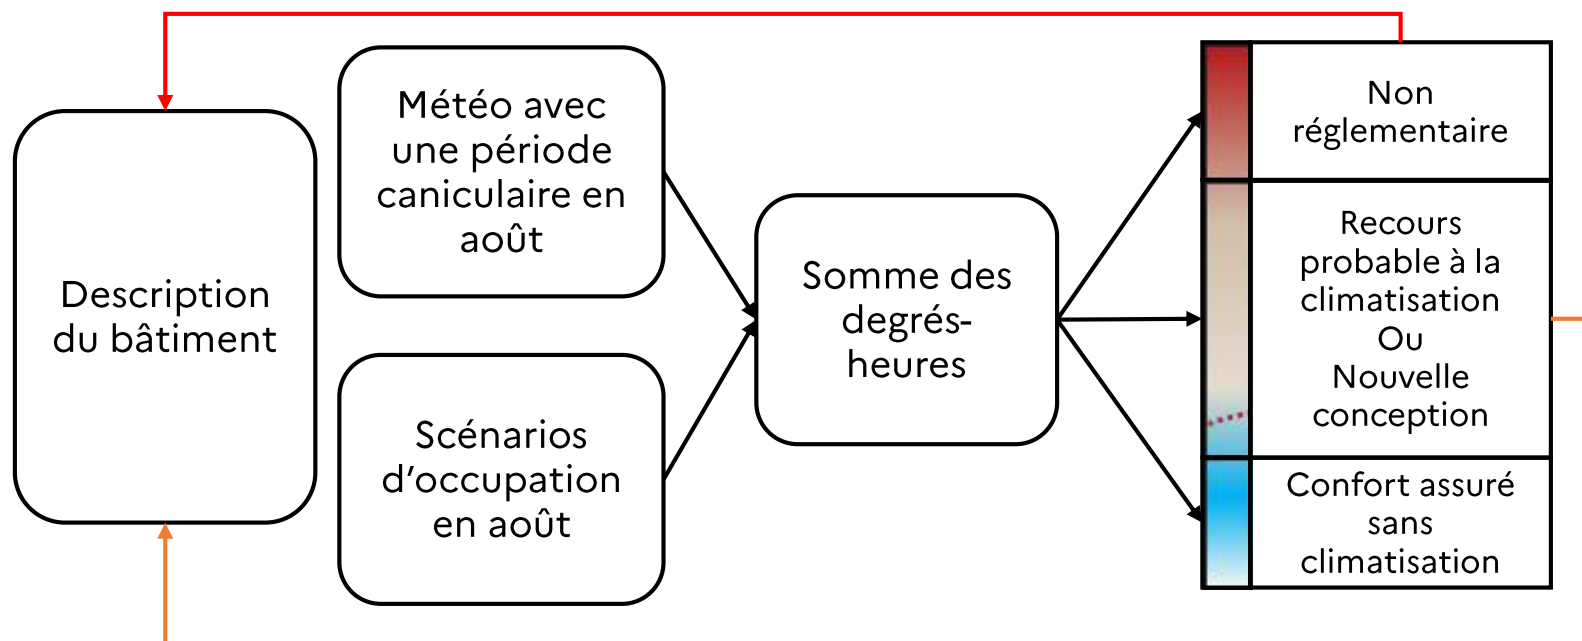 Description
du bâtiment
Météo avec
une période
caniculaire en
août
Scénarios
d’occupation
en août
Somme des
degrés-
heures
Non
réglementaire
Recours
probable à la
climatisation
Ou
Nouvelle
conception
Confort assuré
sans
climatisation